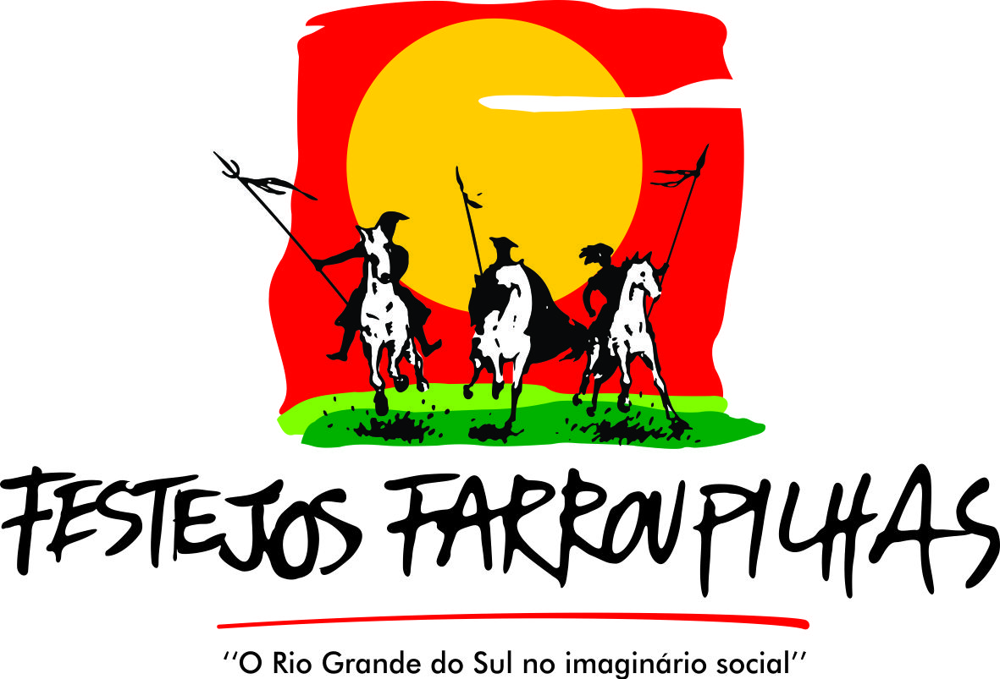 FESTEJOS FARROUPILHAS
‘‘O Rio Grande do Sul no imaginário social’’